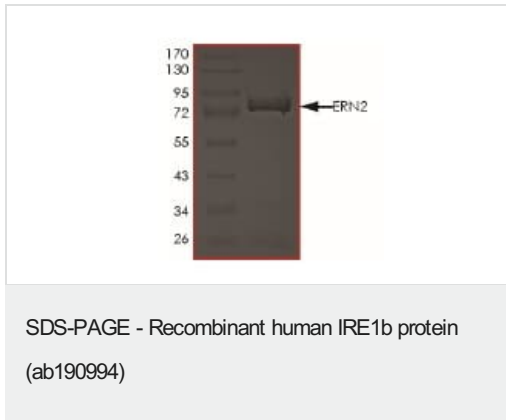 170
130
95
72
ERN2
55
43
34
26
SDS-PAGE - Recombinant human IRE1b protein
(ab190994)